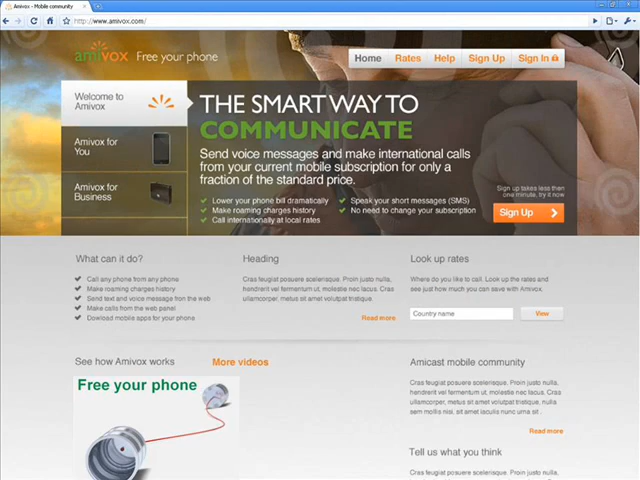 Amivox - Mobile community
http://www.amivox.com/
amivox Free your phone
Home Rates Help Sign Up Sign In
Welcome to
Amivox
Amivox for
You
Amivox for
Business
THE SMART WAY TO
COMMUNICATE
Send voice messages and make international calls
from your current mobile subscription for only a
fraction of the standard price.
Lower your phone bill dramatically
Make roaming charges history
Call internationally at local rates
Speak your short messages (SMS)
No need to change your subscription
Sign up takes less then
one minute, try it now
Sign Up
What can it do?
Call any phone from any phone
Make roaming charges history
Send text and voice message fron the web
Make calls from the web panel
Dowload mobile apps for your phone
Heading
Cras feugiat posuere scelerisque. Proin justo nulla,
hendrerit vel fermentum ut, molestie nec lacus. Cras
ullamcorper, metus sit amet volutpat tristique.
Read more
Look up rates
Where do you like to call. Look up the rates and
see just how much you can save with Amivox.
Country name
View
See how Amivox works
More videos
Free your phone
Amicast mobile community
Cras feugiat posuere scelerisque. Proin justo nulla,
hendrerit vel fermentum ut, molestie nec lacus. Cras
ullamcorper, metus sit amet volutpat tristique, nulla
sem mollis nisi, sit amet iaculis nunc urna sit .
Read more
Tell us what you think
Cras feugiat posuere scelerisque. Proin justo nulla,